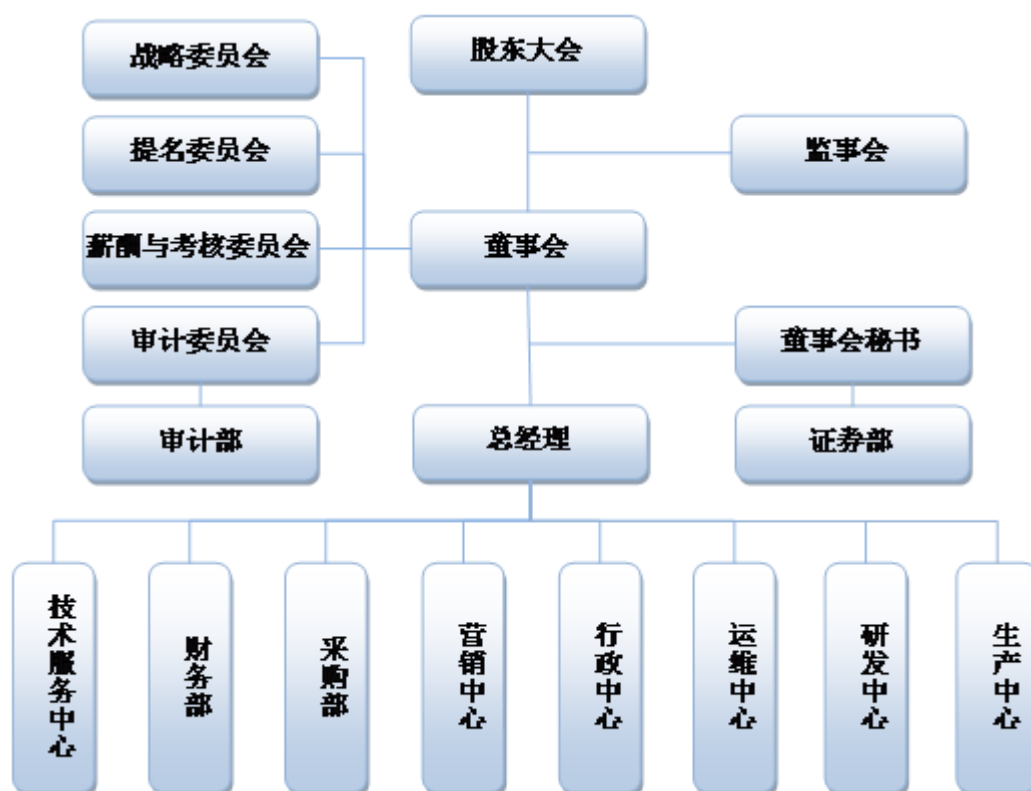 战略委员会
股东大会
提名委员会
监事会
薪酬与考核委员会
董事会
审计委员会
董事会秘书
审计部
总经理
证券部
技术服务中心
财务部
采购部
营销中心
行政中心
运维中心
研发中心
生产中心